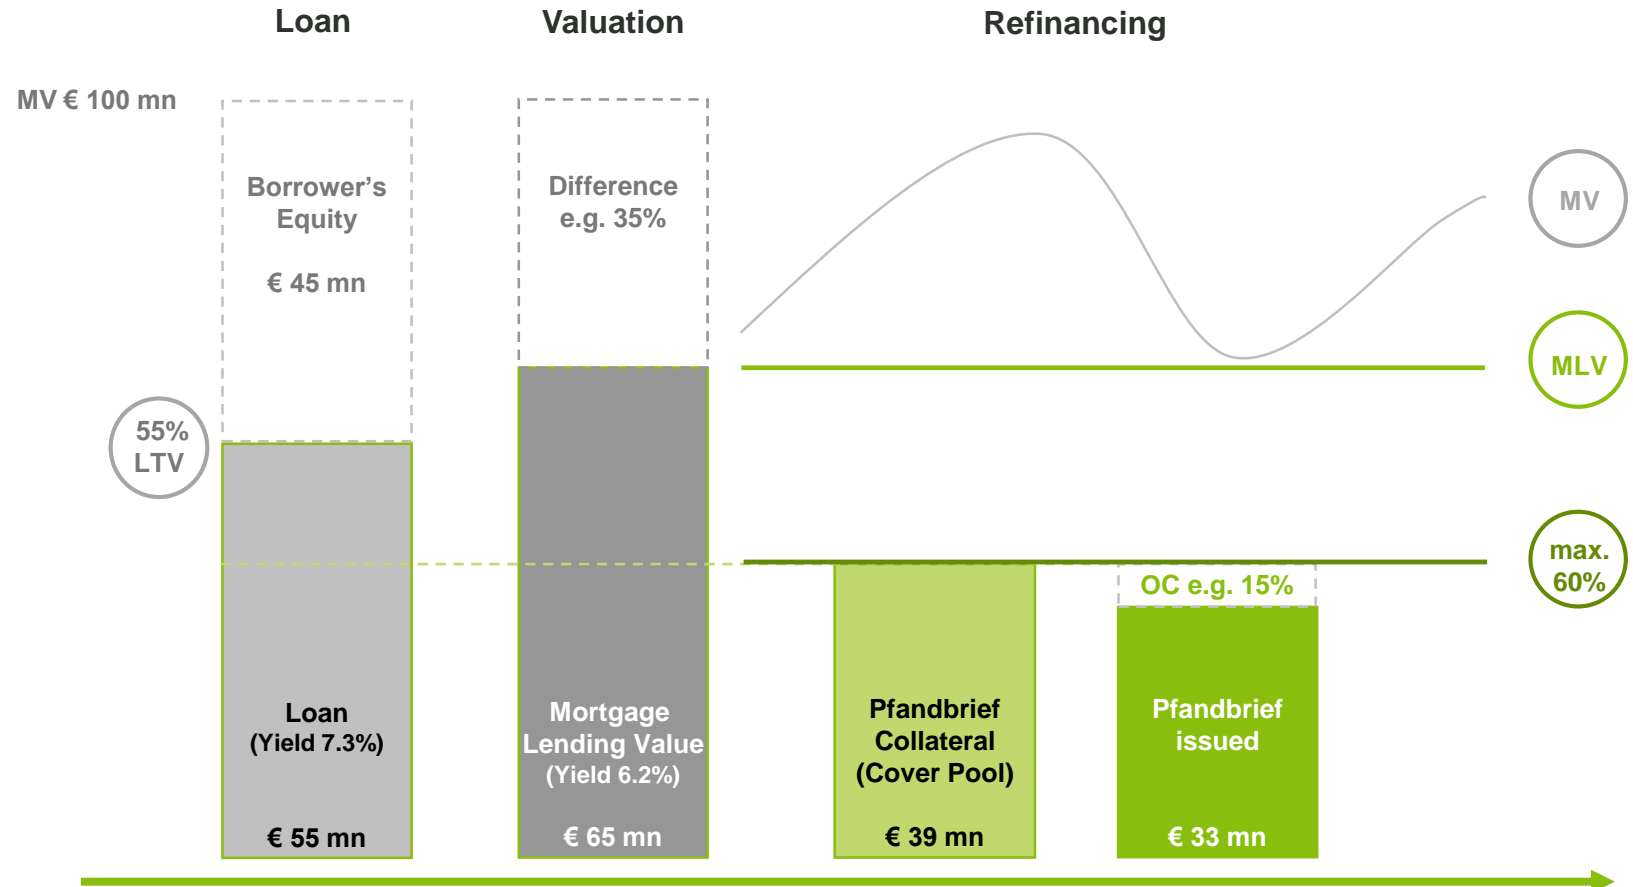 Loan
Valuation
Refinancing
MV € 100 mn
Borrower’s
Equity
€ 45 mn
55%
LTV
Loan
(Yield 7.3%)
€ 55 mn
Difference
e.g. 35%
Mortgage
Lending Value
(Yield 6.2%)
€ 65 mn
MV
MLV
max.
60%
Pfandbrief
Collateral
(Cover Pool)
€ 39 mn
OC e.g. 15%
Pfandbrief
issued
€ 33 mn